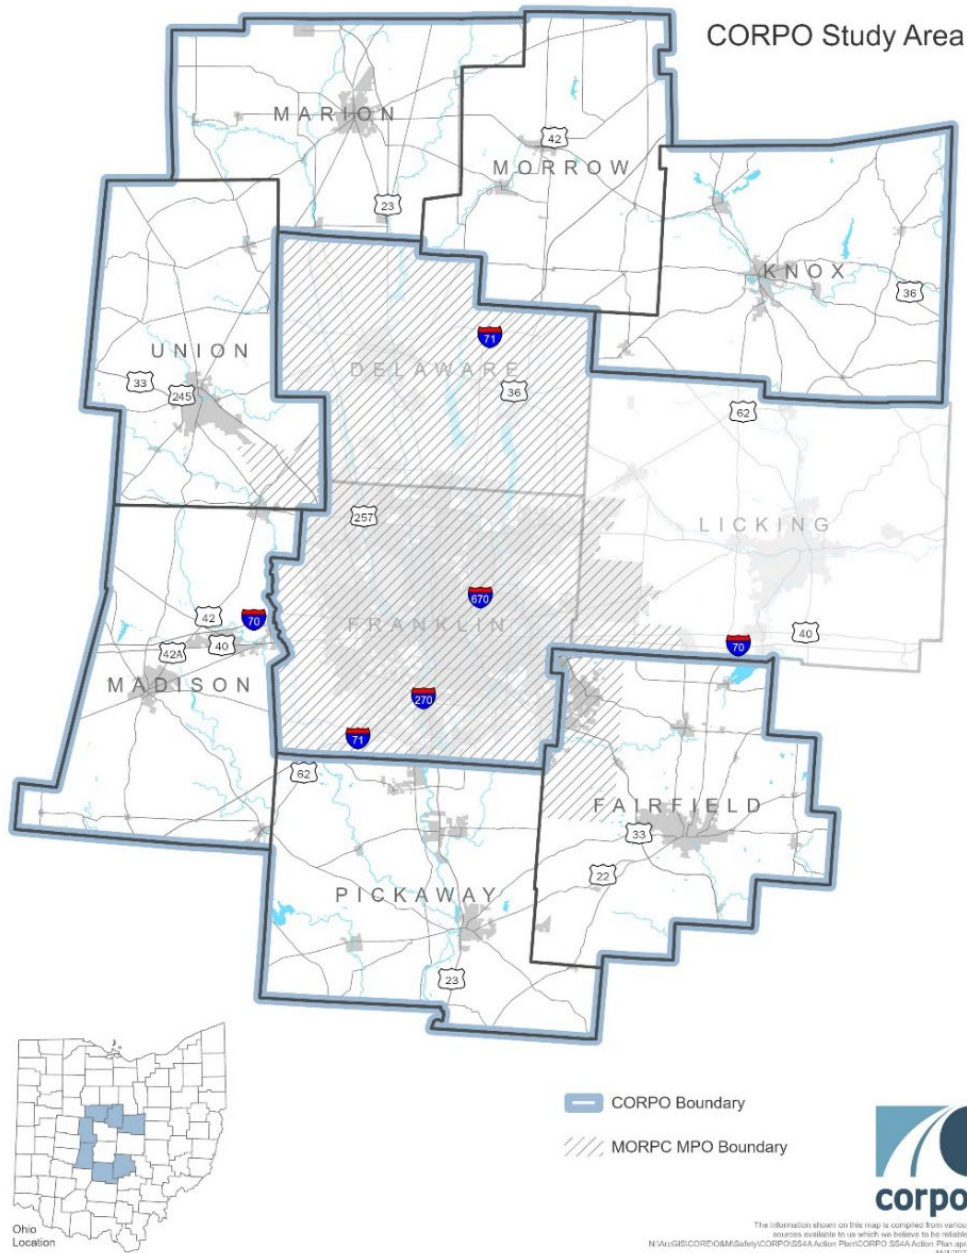 CORPO Study Area
MARION
42
MORROW
23
KNOX
36
UNION
71
DELAWARE
33
245
36
62
257
LICKING
670
42
70
FRANKLIN
40
70
42A
40
MADISON
270
71
62
FAIRFIELD
33
22
PICKAWAY
23
CORPO Boundary
MORPC MPO Boundary
corpo
Ohio
Location
The information shown on this map is compiled from various
sources available to us which we believe to be reliable